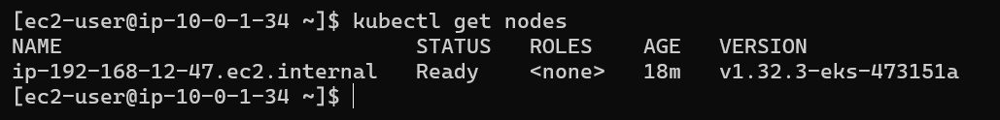 [ec2-user@ip-10-0-1-34 ~]$ kubectl get nodes
NAME                            STATUS   ROLES    AGE   VERSION
ip-192-168-12-47.ec2.internal   Ready    <none>   18m   v1.32.3-eks-473151a
[ec2-user@ip-10-0-1-34 ~]$